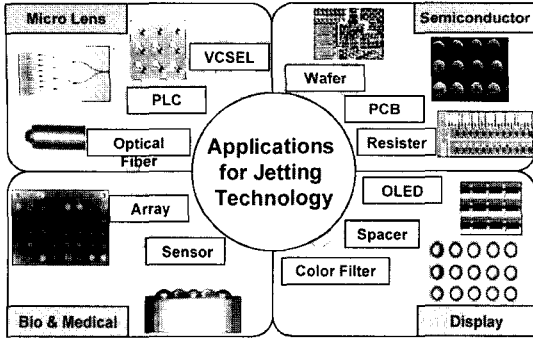 Micro Lens
Semiconductor
VCSEL
Wafer
PLC
PCB
Optical
Fiber
Resister
Applications
for Jetting
Technology
Array
OLED
Sensor
Spacer
Color Filter
Bio & Medical
Display